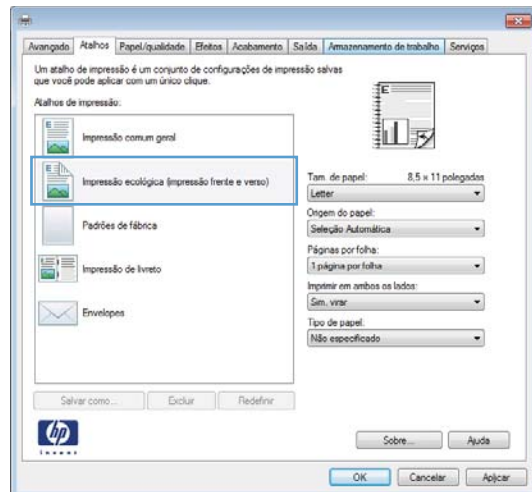 Avançado Atalhos Papel/qualidade Efeitos Acabamento Saída Armazenamento de trabalho Serviços
Um atalho de impressão é um conjunto de configurações de impressão salvas
que você pode aplicar com um único clique.
Atalhos de impressão:
Impressão comum geral
Impressão ecológica (impressão frente e verso)
Padrões de fábrica
Impressão de livreto
Envelopes
Salvar como... Excluir Redefinir
E
Tam. de papel: 8,5 × 11 polegadas
Letter
Origem do papel:
Seleção Automática
Páginas por folha:
1 página por folha
Imprimir em ambos os lados:
Sim, virar
Tipo de papel:
Não especificado
hp
invent
Sobre... Ajuda
OK Cancelar Aplicar